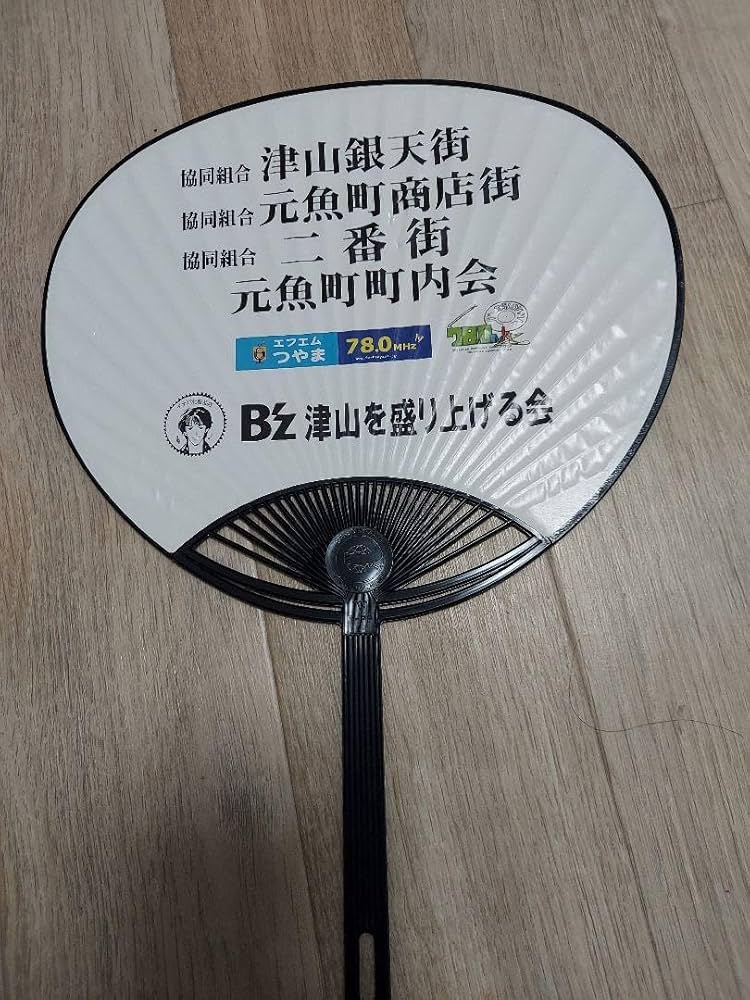 協同組合 津山銀天街
協同組合 元魚町商店街
協同組合 二番街
元魚町町内会
エフエム
つやま
78.0MHz
B'z 津山を盛り上げる会